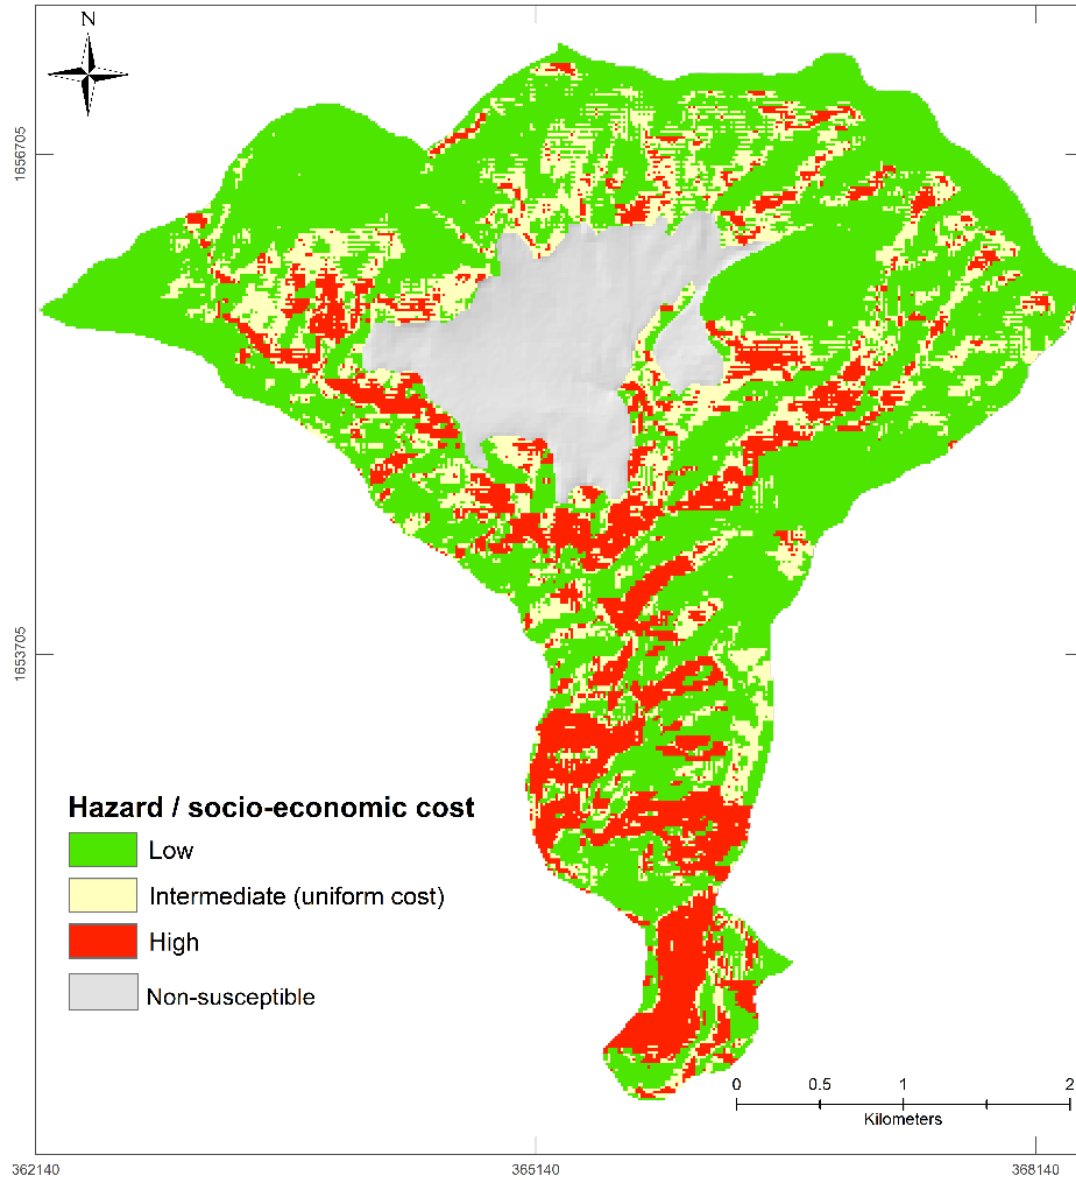 N
1656705
1653705
Hazard / socio-economic cost
Low
Intermediate (uniform cost)
High
Non-susceptible
0 0.5 1 2
Kilometers
362140 365140 368140